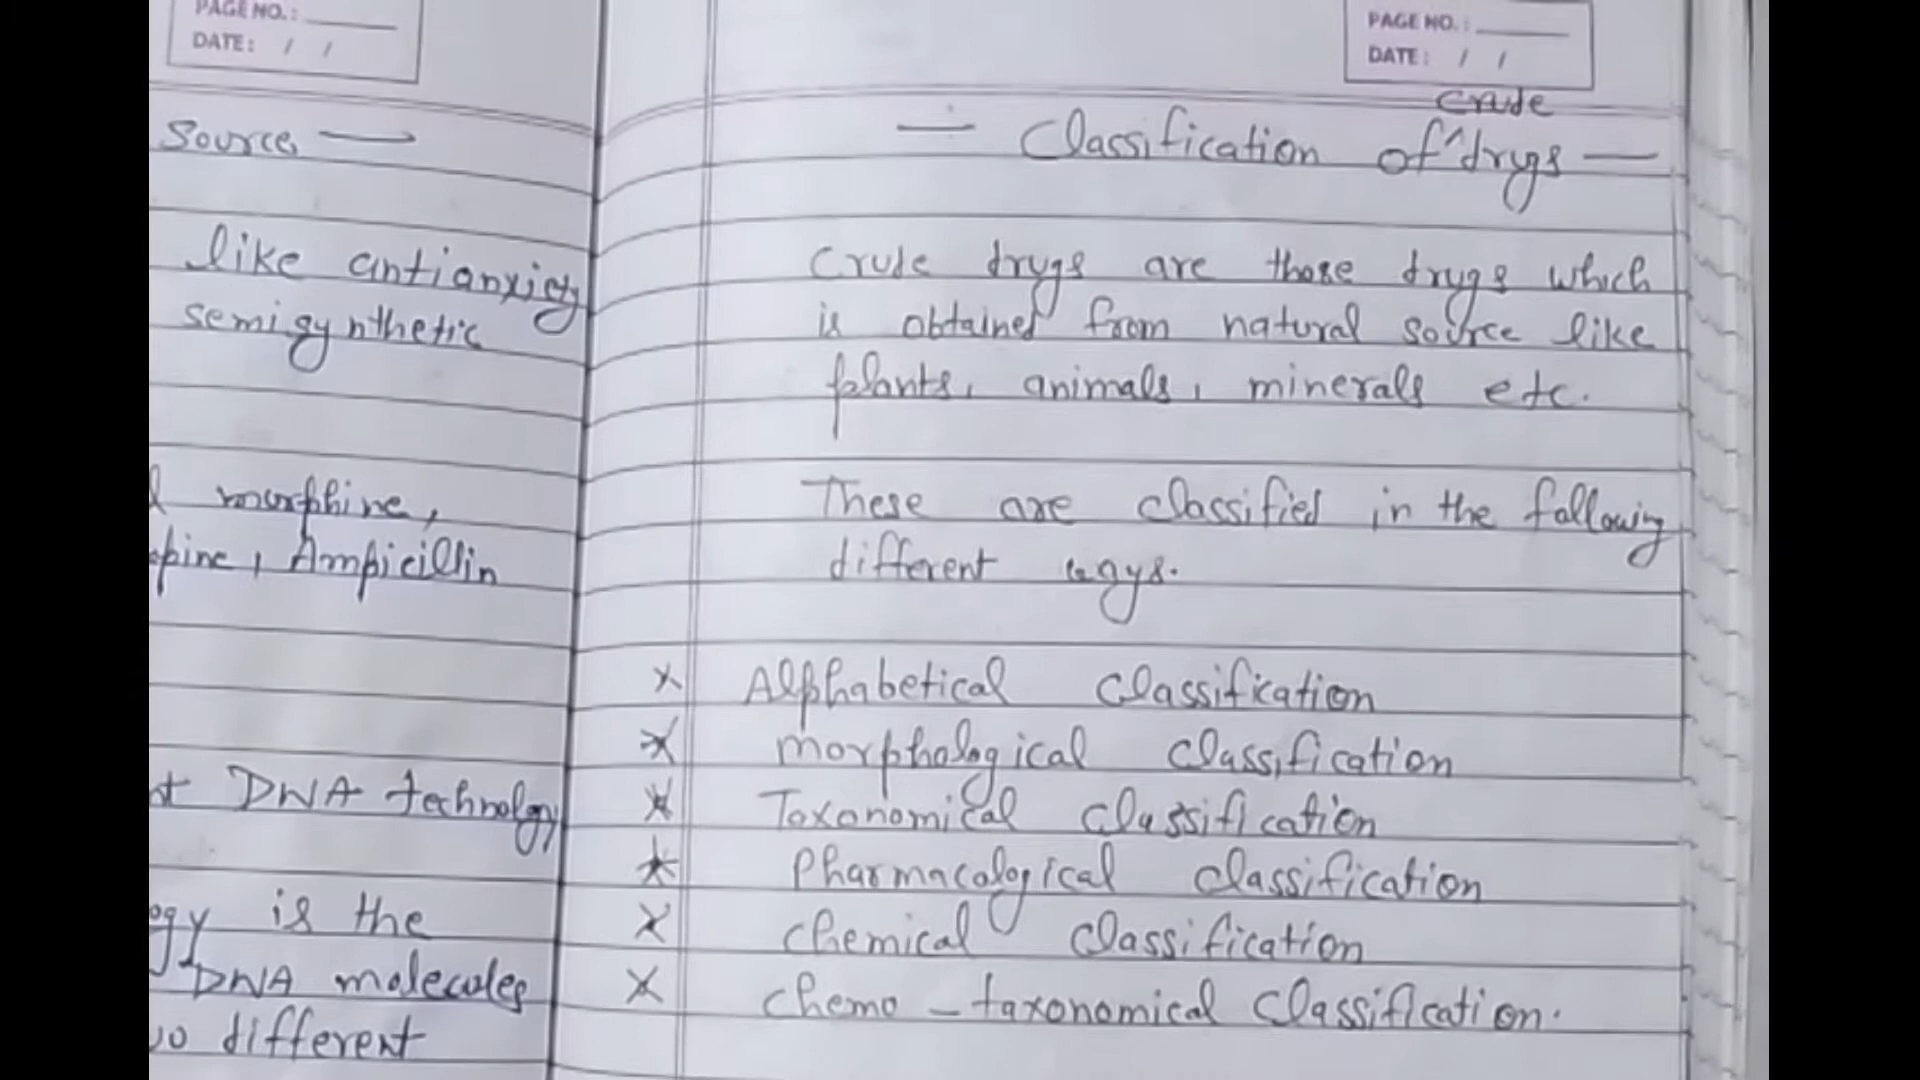 PAGE NO.:
DATE: / /
Source
like antianxiety
semisynthetic
morphine,
pine, Ampicillin
DNA technology
ogy is the
DNA molecules
different
PAGE NO.:
DATE: / /
crude
Classification of drugs
Crude drugs are those drugs which
is obtained from natural source like
plants, animals, minerals etc.
These are classified in the following
different ways.
Alphabetical classification
morphological classification
Taxonomical classification
Pharmacological classification
chemical classification
chemo - taxonomical classification.